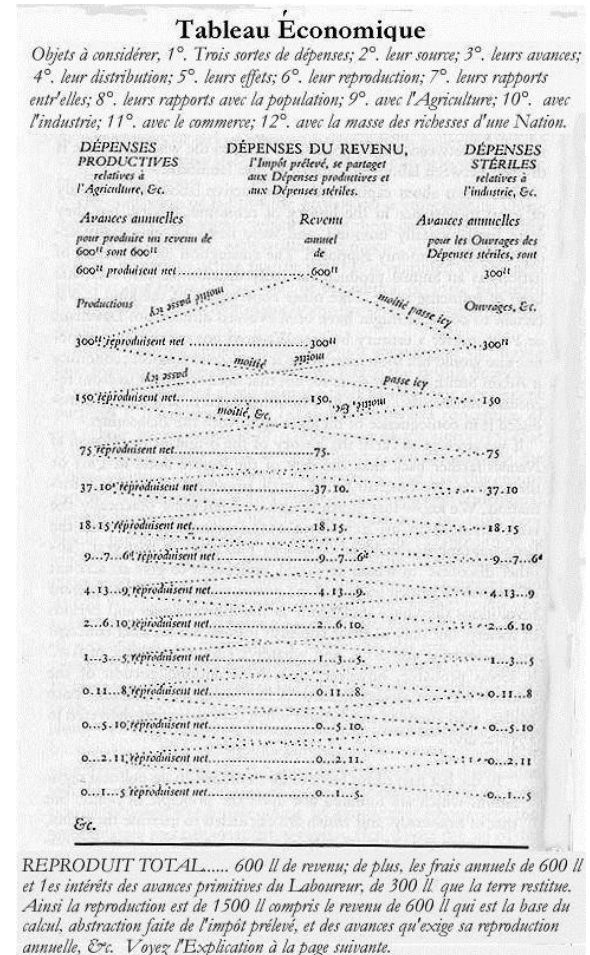 Tableau Économique
Objets à considérer, 1°. Trois sortes de dépenses; 2°. leur source; 3°. leurs avances;
4°. leur distribution; 5°. leurs effets; 6°. leur reproduction; 7°. leurs rapports
entr'elles; 8°. leurs rapports avec la population; 9°. avec l'Agriculture; 10°. avec
l'industrie; 11°. avec le commerce; 12°. avec la masse des richesses d'une Nation.
DÉPENSES
PRODUCTIVES
relatives à
l'Agriculture, &c.
DÉPENSES DU REVENU,
l'Impôt prélevé, se partaget
aux Dépenses productives et
aux Dépenses stériles.
DÉPENSES
STÉRILES
relatives à
l'industrie, &c.
Avances annuelles
pour produire un revenu de
600ll sont 600ll
600ll produisent net
Revenu
annuel
de
600ll
Avances annuelles
pour les Ouvrages des
Dépenses stériles, sont
300ll
Productions
moitié passe icy
moitié passe icy
Ouvrages, &c.
300ll reproduisent net ........ 300ll ........ 300ll
moitié passe icy
moitié passe icy
150 reproduisent net ........ 150. ........ 150
moitié, &c.
moitié, &c.
75 reproduisent net ........ 75. ........ 75
37.10s reproduisent net ........ 37.10. ........ 37.10
18.15 reproduisent net ........ 18.15. ........ 18.15
9...7...6d reproduisent net ........ 9...7...6d ........ 9...7...6d
4.13...9 reproduisent net ........ 4.13...9. ........ 4.13...9
2...6.10 reproduisent net ........ 2...6.10. ........ 2...6.10
1...3...5 reproduisent net ........ 1...3...5. ........ 1...3...5
0.11...8 reproduisent net ........ 0.11...8. ........ 0.11...8
0...5.10 reproduisent net ........ 0...5.10. ........ 0...5.10
0...2.11 reproduisent net ........ 0...2.11. ........ 0...2.11
0...1...5 reproduisent net ........ 0...1...5. ........ 0...1...5
&c.
REPRODUIT TOTAL...... 600 ll de revenu; de plus, les frais annuels de 600 ll
et 1es intérêts des avances primitives du Laboureur, de 300 ll que la terre restitue.
Ainsi la reproduction est de 1500 ll compris le revenu de 600 ll qui est la base du
calcul, abstraction faite de l'impôt prélevé, et des avances qu'exige sa reproduction
annuelle, &c. Voyez l'Explication à la page suivante.